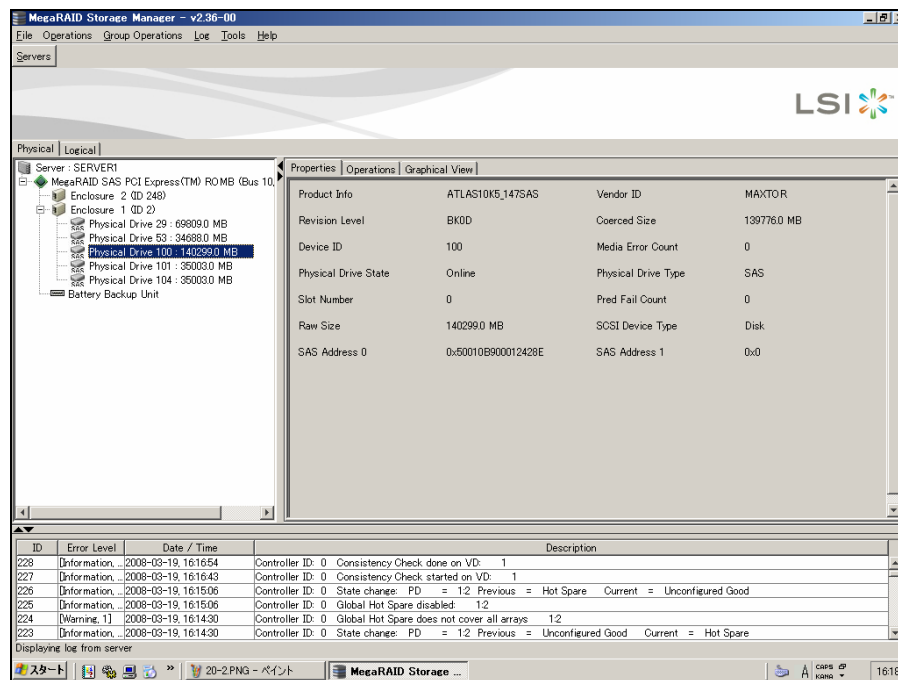 MegaRAID Storage Manager - v2.36-00
File Operations Group Operations Log Tools Help
Servers
LSI
Physical Logical
Server : SERVER1
MegaRAID SAS PCI Express(TM) ROMB (Bus 10,
Enclosure 2 (ID 248)
Enclosure 1 (ID 2)
Physical Drive 29 : 69809.0 MB
Physical Drive 53 : 34688.0 MB
Physical Drive 100 : 140299.0 MB
Physical Drive 101 : 35003.0 MB
Physical Drive 104 : 35003.0 MB
Battery Backup Unit
Properties Operations Graphical View
Product Info ATLAS10K5_147SAS Vendor ID MAXTOR
Revision Level BK0D Coerced Size 139776.0 MB
Device ID 100 Media Error Count 0
Physical Drive State Online Physical Drive Type SAS
Slot Number 0 Pred Fail Count 0
Raw Size 140299.0 MB SCSI Device Type Disk
SAS Address 0 0x50010B900012428E SAS Address 1 0x0
ID Error Level Date / Time Description
228 [Information, ... 2008-03-19, 16:16:54 Controller ID: 0 Consistency Check done on VD: 1
227 [Information, ... 2008-03-19, 16:16:43 Controller ID: 0 Consistency Check started on VD: 1
226 [Information, ... 2008-03-19, 16:15:06 Controller ID: 0 State change: PD = 1:2 Previous = Hot Spare Current = Unconfigured Good
225 [Information, ... 2008-03-19, 16:15:06 Controller ID: 0 Global Hot Spare disabled: 1:2
224 [Warning, 1] 2008-03-19, 16:14:30 Controller ID: 0 Global Hot Spare does not cover all arrays 1:2
223 [Information, ... 2008-03-19, 16:14:30 Controller ID: 0 State change: PD = 1:2 Previous = Unconfigured Good Current = Hot Spare
Displaying log from server
スタート » 20-2.PNG - ペイント MegaRAID Storage ... A CAPS KANA 16:18